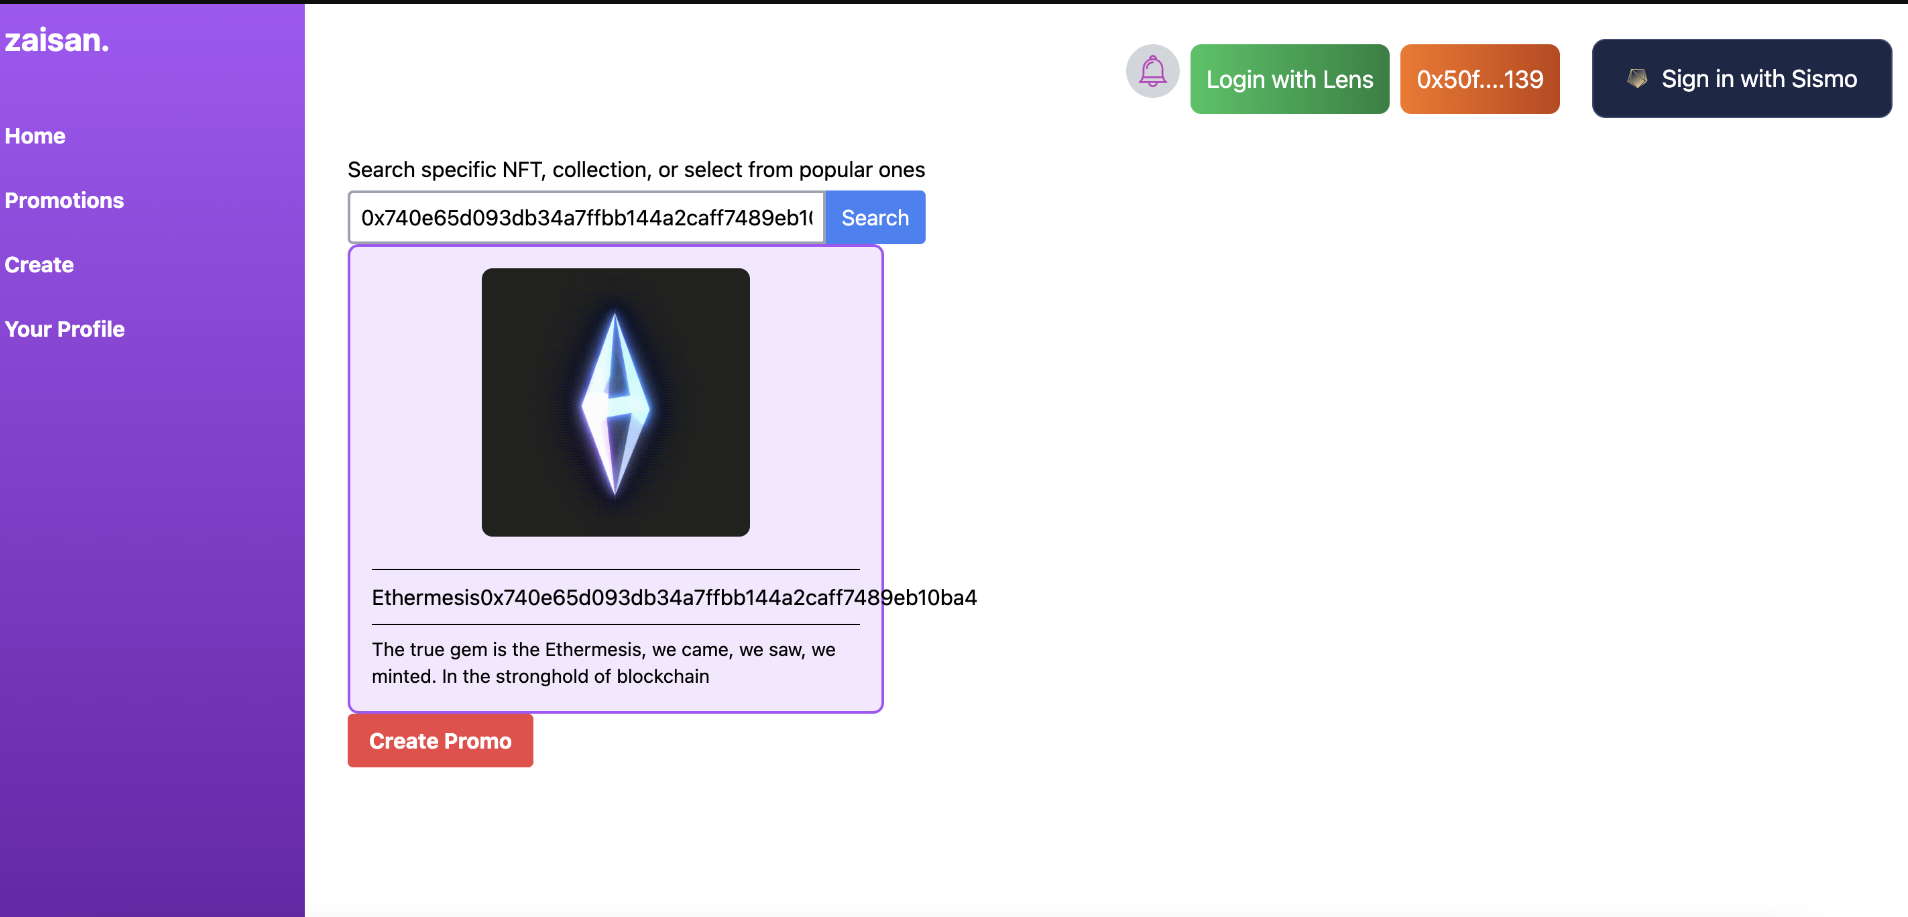 zaisan.
Home
Promotions
Create
Your Profile
Login with Lens
0x50f....139
Sign in with Sismo
Search specific NFT, collection, or select from popular ones
0x740e65d093db34a7ffbb144a2caff7489eb1
Search
Ethermesis0x740e65d093db34a7ffbb144a2caff7489eb10ba4
The true gem is the Ethermesis, we came, we saw, we
minted. In the stronghold of blockchain
Create Promo